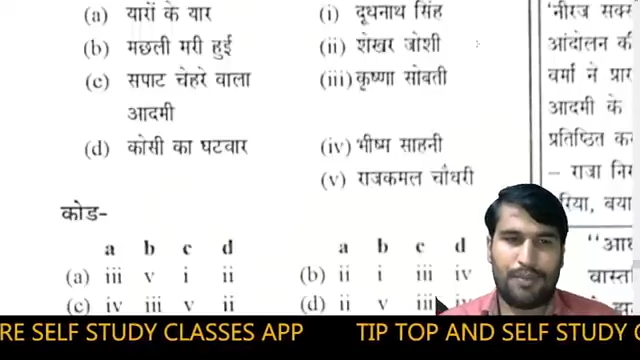 (a) यारों के यार (i) दूधनाथ सिंह
(b) मछली मरी हुई (ii) शेखर जोशी
(c) सपाट चेहरे वाला (iii) कृष्णा सोबती
आदमी
(d) कोसी का घटवार (iv) भीष्म साहनी
(v) राजकमल चौधरी
कोड-
a b c d a b c d
(a) iii v i ii (b) ii i iii iv
(c) iv iii v ii (d) ii v iii iv
'नीरज सक्
आंदोलन की
वर्मा ने प्रार
आदमी के
प्रतिष्ठित क
– राजा निर
रिया, बया
"आध
वास्त
RE SELF STUDY CLASSES APP TIP TOP AND SELF STUDY